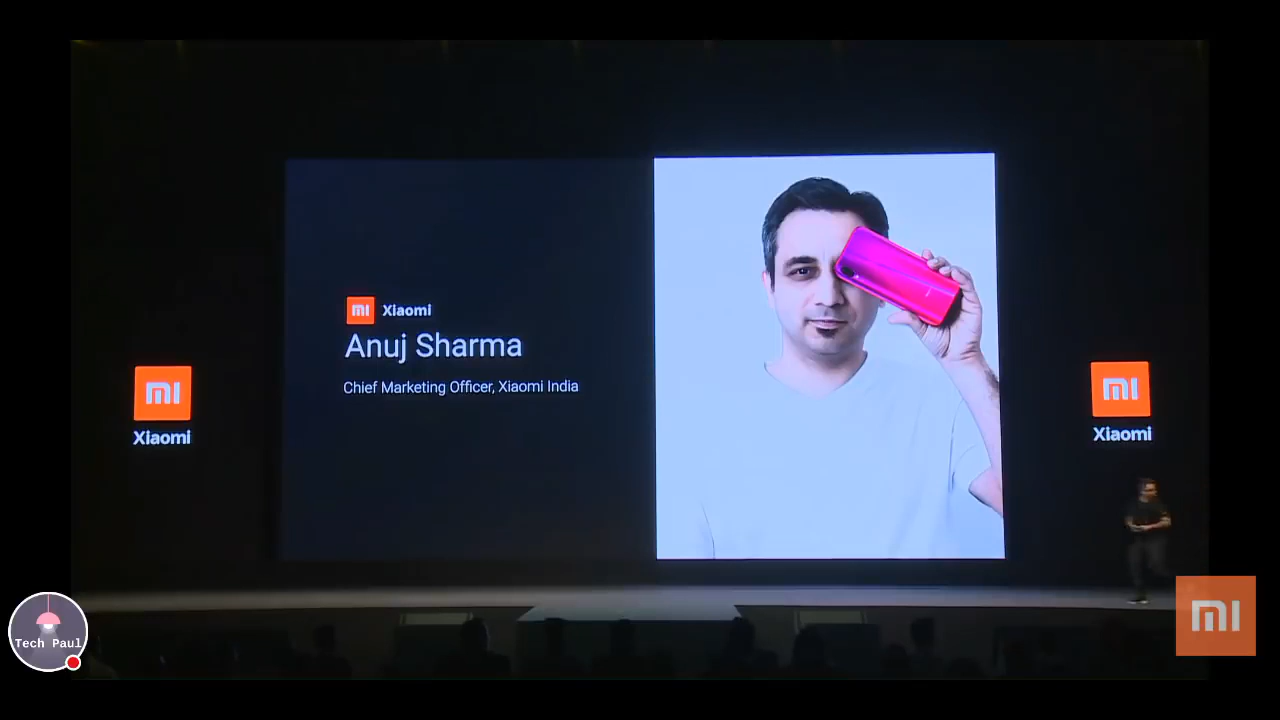 mi Xiaomi
Anuj Sharma
Chief Marketing Officer, Xiaomi India
mi
Xiaomi
mi
Xiaomi
Tech Paul
mi